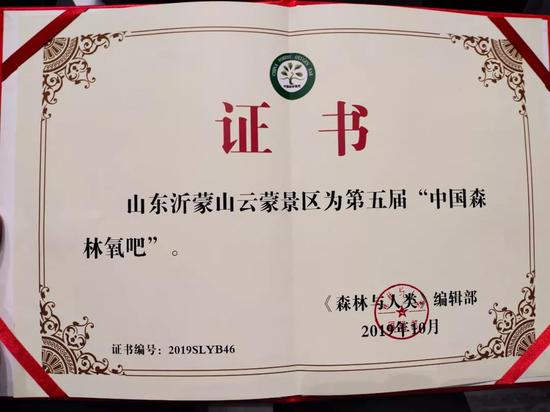 证书
山东沂蒙山云蒙景区为第五届“中国森
林氧吧”。
《森林与人类》编辑部
2019年10月
证书编号：2019SLYB46